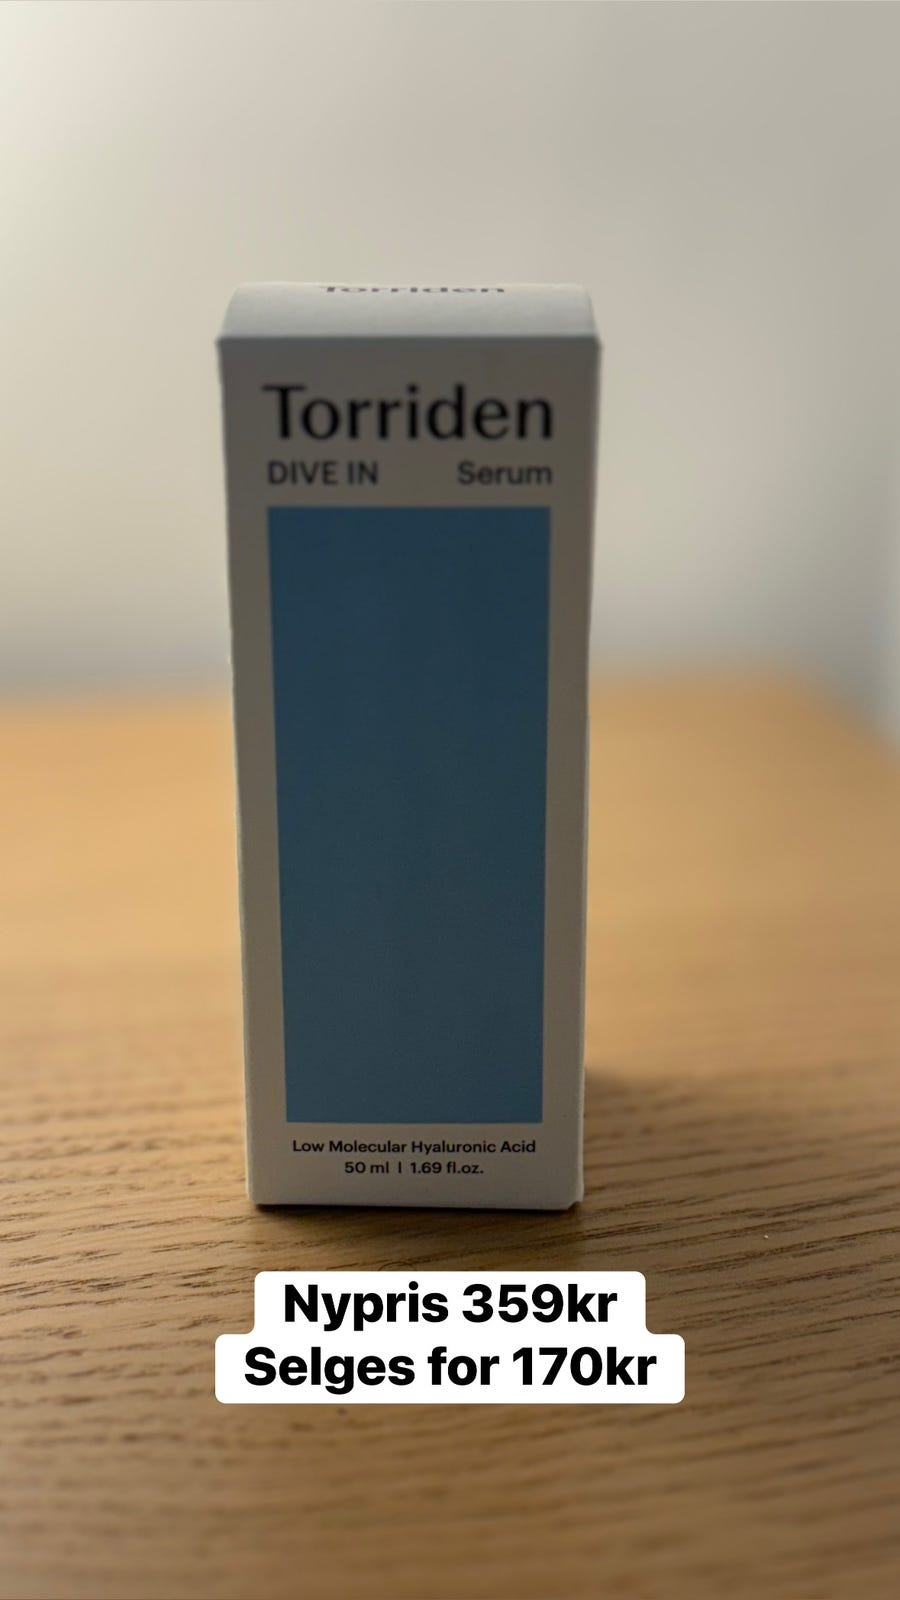 Torriden
Torriden
DIVE IN Serum
Low Molecular Hyaluronic Acid
50 ml | 1.69 fl.oz.
Nypris 359kr
Selges for 170kr